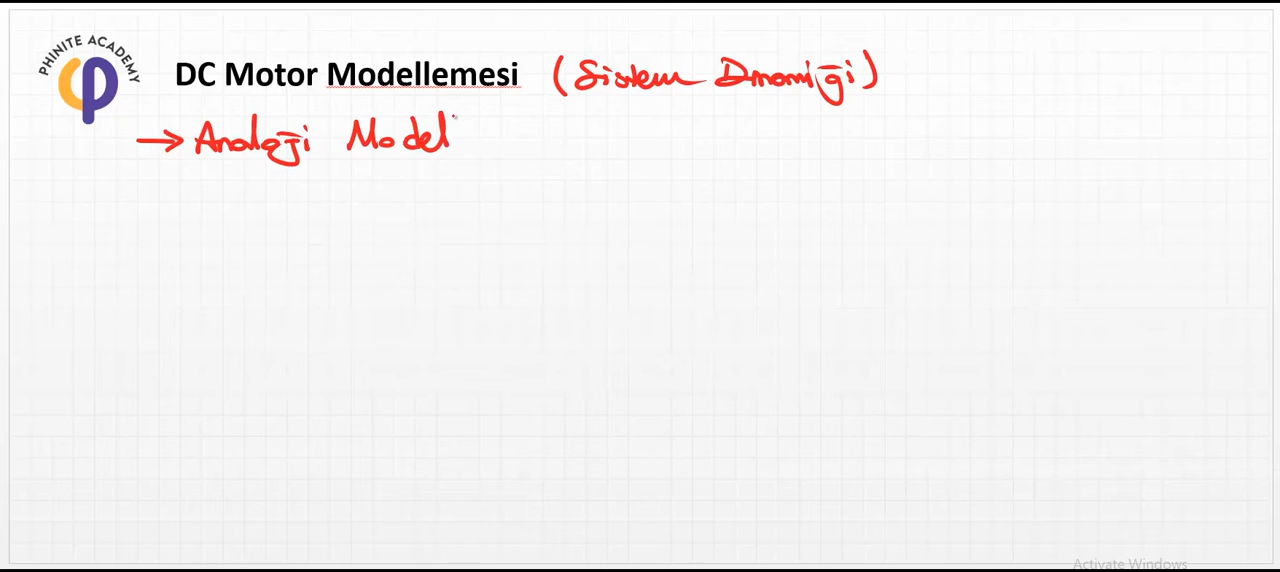 PHINITE ACADEMY
DC Motor Modellemesi (Sistem Dinamiği)
→ Analoji Model
Activate Windows